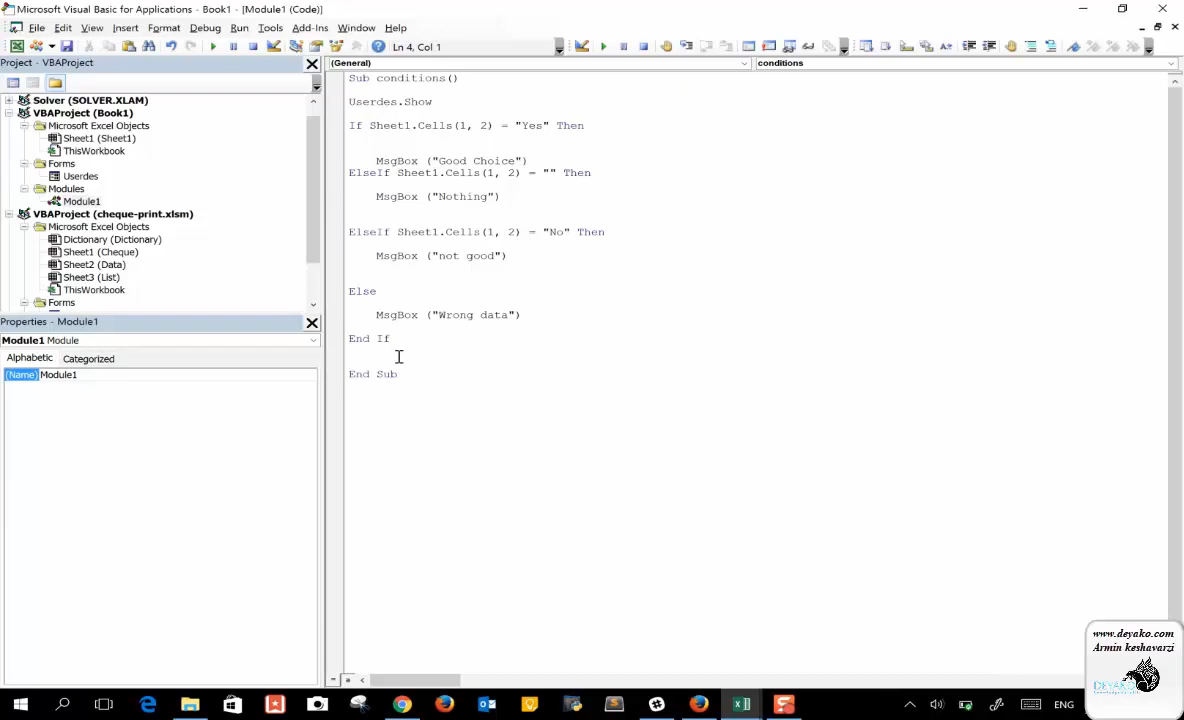 Microsoft Visual Basic for Applications - Book1 - [Module1 (Code)]
File Edit View Insert Format Debug Run Tools Add-Ins Window Help
Ln 4, Col 1
Project - VBAProject
(General)
conditions
Solver (SOLVER.XLAM)
VBAProject (Book1)
Microsoft Excel Objects
Sheet1 (Sheet1)
ThisWorkbook
Forms
Userdes
Modules
Module1
VBAProject (cheque-print.xlsm)
Microsoft Excel Objects
Dictionary (Dictionary)
Sheet1 (Cheque)
Sheet2 (Data)
Sheet3 (List)
ThisWorkbook
Forms
Properties - Module1
Module1 Module
Alphabetic Categorized
(Name) Module1
Sub conditions()
Userdes.Show
If Sheet1.Cells(1, 2) = "Yes" Then
MsgBox ("Good Choice")
ElseIf Sheet1.Cells(1, 2) = "" Then
MsgBox ("Nothing")
ElseIf Sheet1.Cells(1, 2) = "No" Then
MsgBox ("not good")
Else
MsgBox ("Wrong data")
End If
End Sub
www.deyako.com
Armin keshavarzi
DEYAKO
ENG